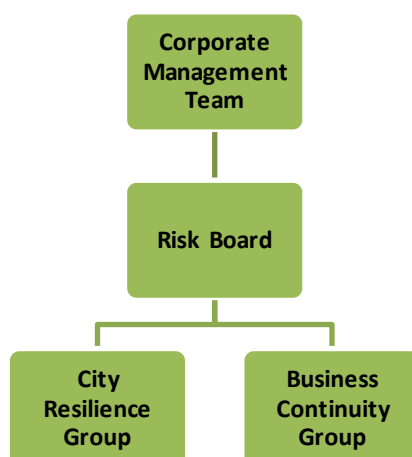 Corporate
Management
Team
Risk Board
City
Resilience
Group
Business
Continuity
Group